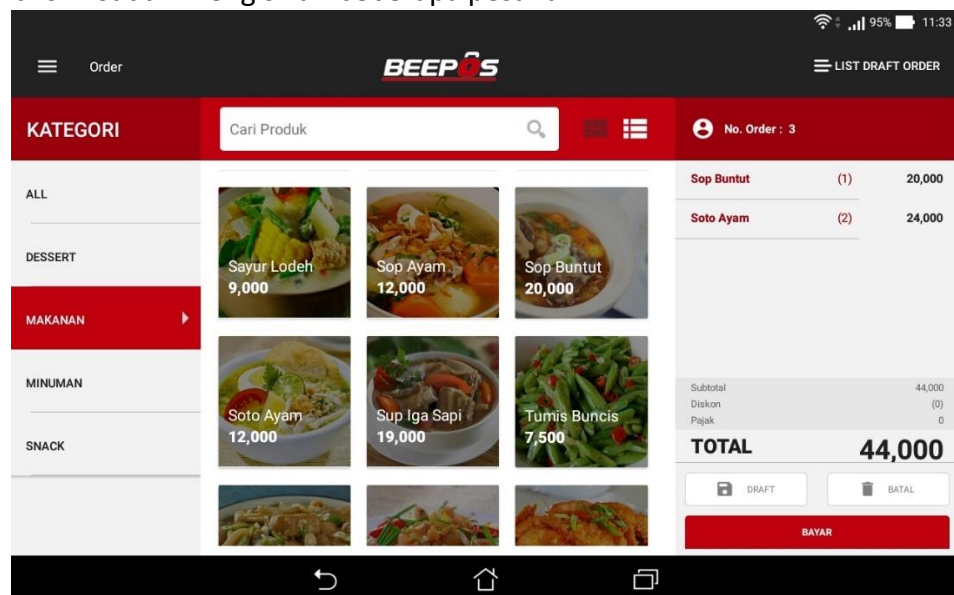 95% 11:33
Order
BEEPOS
LIST DRAFT ORDER
KATEGORI
Cari Produk
No. Order : 3
ALL
DESSERT
MAKANAN
MINUMAN
SNACK
Sayur Lodeh
9,000
Sop Ayam
12,000
Sop Buntut
20,000
Soto Ayam
12,000
Sup Iga Sapi
19,000
Tumis Buncis
7,500
Sop Buntut (1) 20,000
Soto Ayam (2) 24,000
Subtotal 44,000
Diskon (0)
Pajak 0
TOTAL 44,000
DRAFT
BATAL
BAYAR